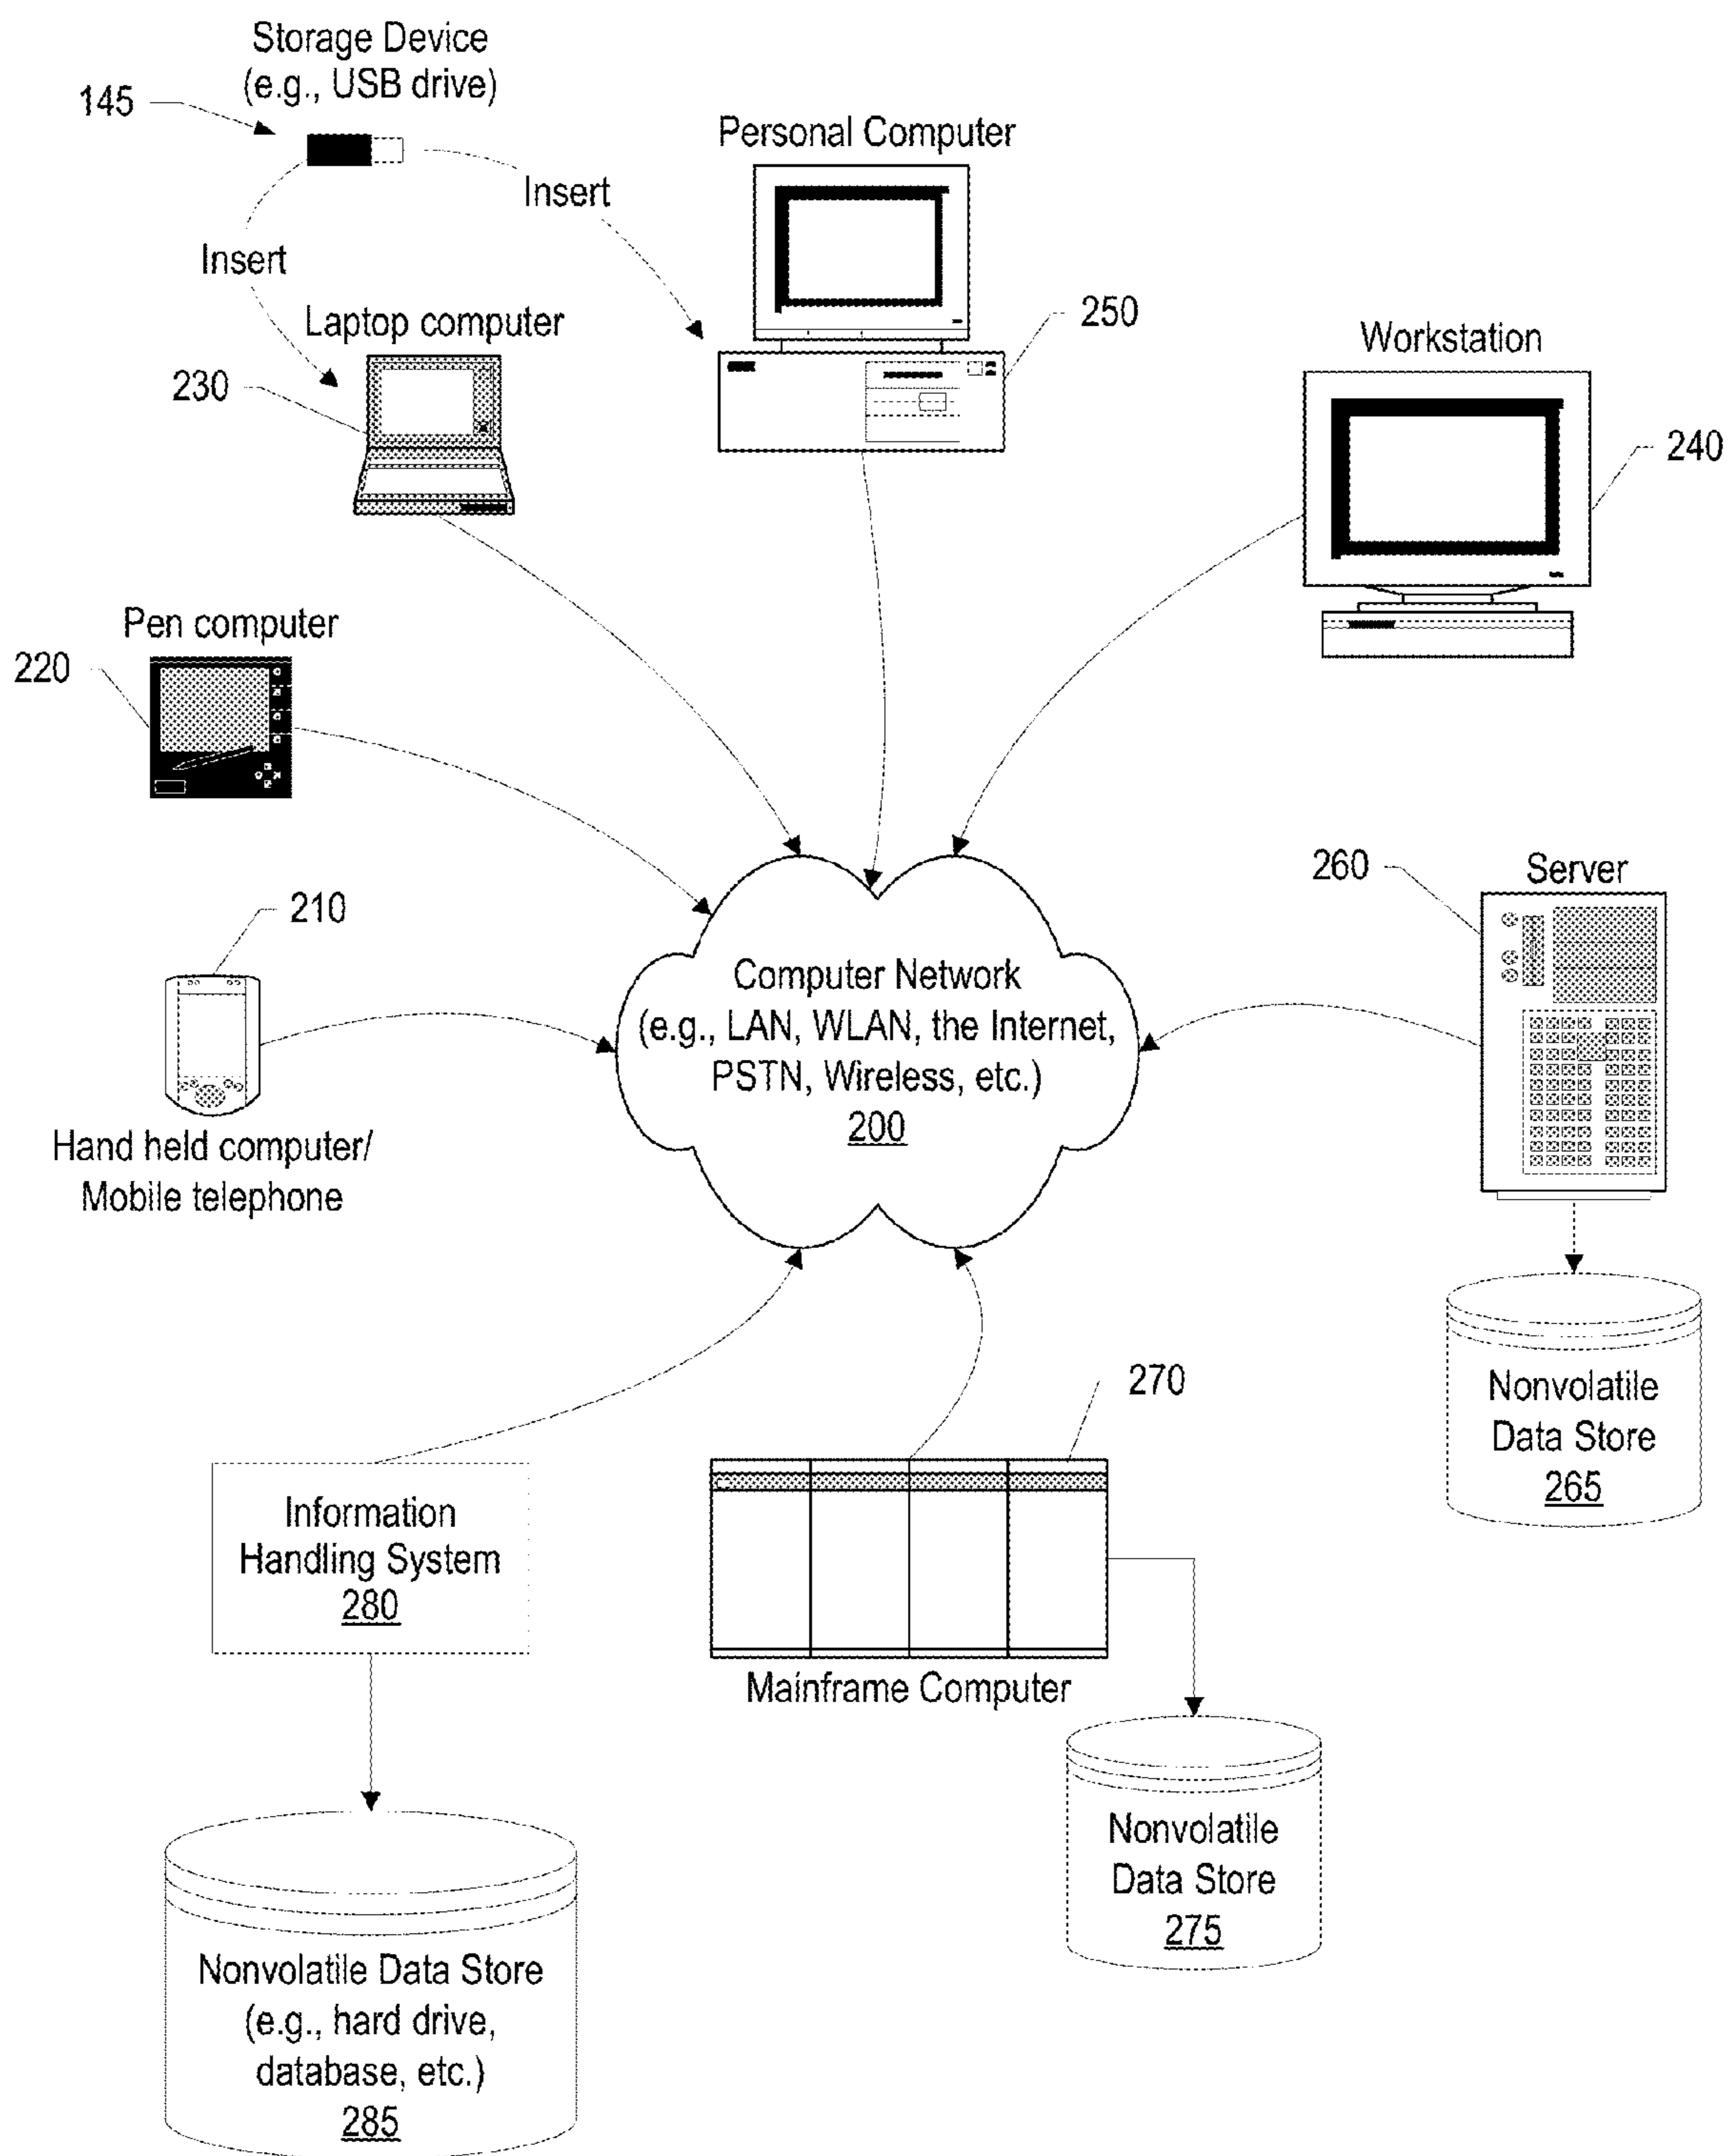 Storage Device
(e.g., USB drive)
145
Personal Computer
Insert
Insert
Laptop computer
250
Workstation
230
240
Pen computer
220
260
Server
210
Computer Network
(e.g., LAN, WLAN, the Internet,
PSTN, Wireless, etc.)
200
Hand held computer/
Mobile telephone
270
Nonvolatile
Data Store
265
Information
Handling System
280
Mainframe Computer
Nonvolatile
Data Store
275
Nonvolatile Data Store
(e.g., hard drive,
database, etc.)
285